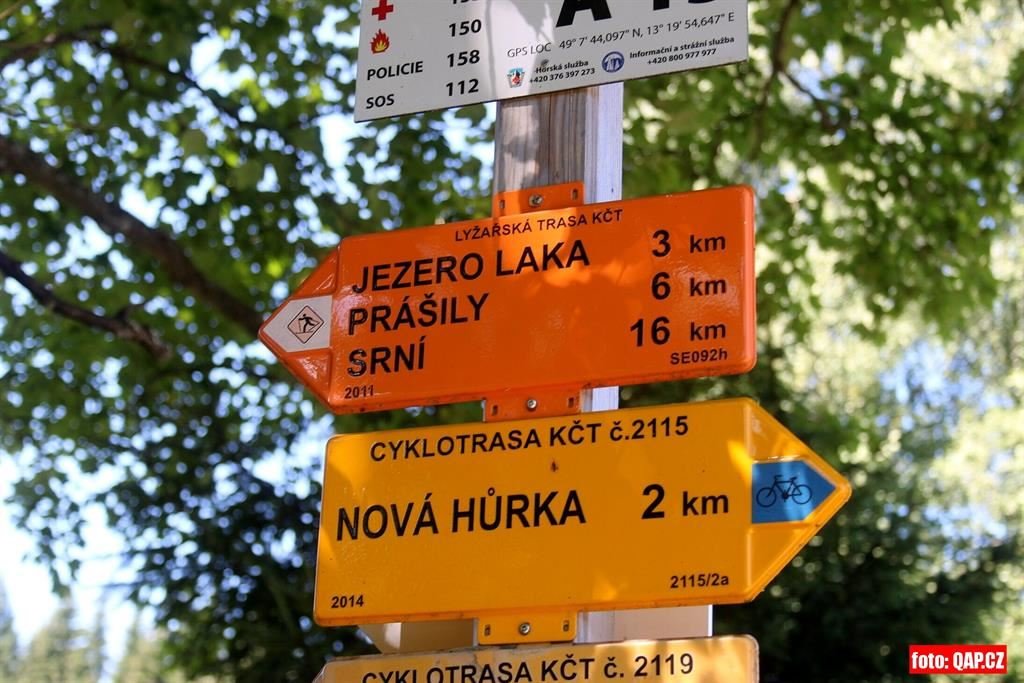 150
POLICIE 158
SOS 112
GPS LOC 49° 7' 44,097" N, 13° 19' 54,647" E
Horská služba
+420 376 397 273
Informační a strážní služba
+420 800 977 977
LYŽAŘSKÁ TRASA KČT
JEZERO LAKA 3 km
PRÁŠILY 6 km
SRNÍ 16 km
2011 SE092h
CYKLOTRASA KČT č.2115
NOVÁ HŮRKA 2 km
2014 2115/2a
CYKLOTRASA KČT č. 2119
foto: QAP.CZ